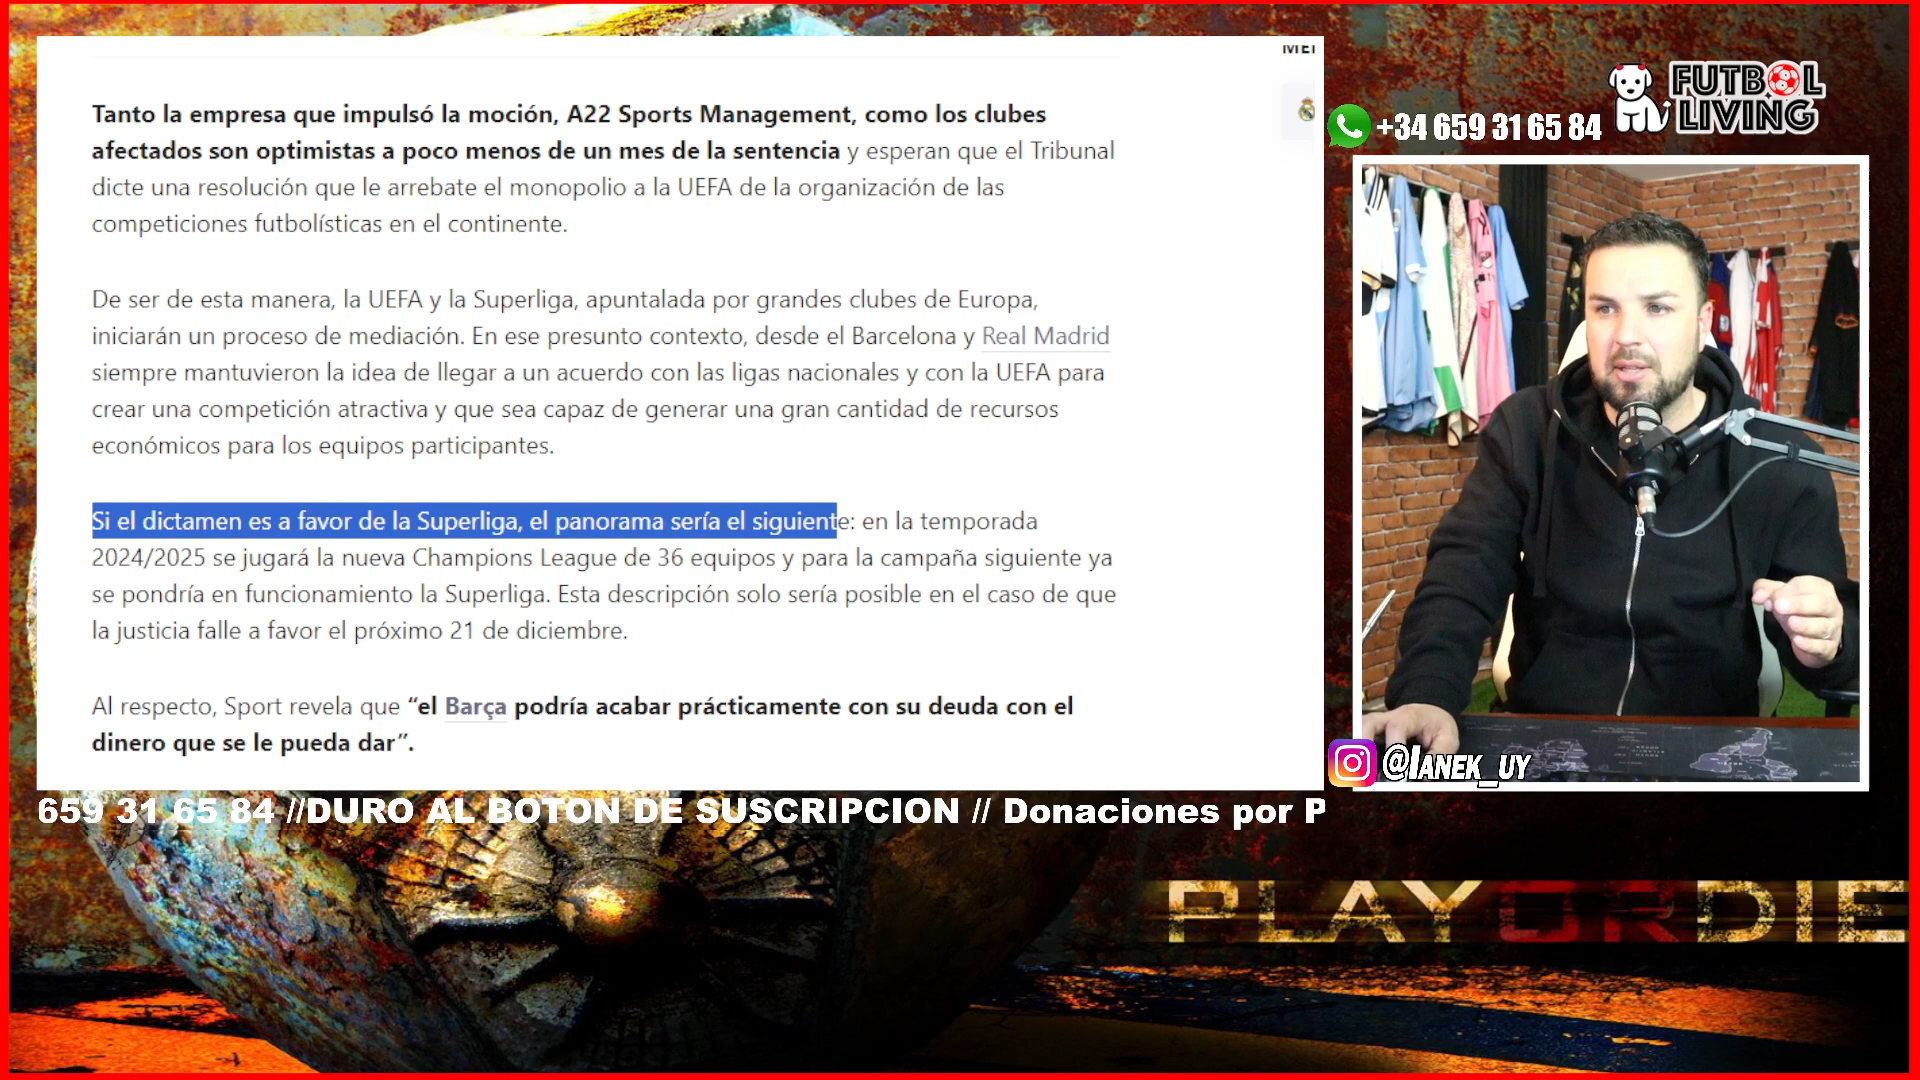 Tanto la empresa que impulsó la moción, A22 Sports Management, como los clubes
afectados son optimistas a poco menos de un mes de la sentencia y esperan que el Tribunal
dicte una resolución que le arrebate el monopolio a la UEFA de la organización de las
competiciones futbolísticas en el continente.
De ser de esta manera, la UEFA y la Superliga, apuntalada por grandes clubes de Europa,
iniciarán un proceso de mediación. En ese presunto contexto, desde el Barcelona y Real Madrid
siempre mantuvieron la idea de llegar a un acuerdo con las ligas nacionales y con la UEFA para
crear una competición atractiva y que sea capaz de generar una gran cantidad de recursos
económicos para los equipos participantes.
Si el dictamen es a favor de la Superliga, el panorama sería el siguiente: en la temporada
2024/2025 se jugará la nueva Champions League de 36 equipos y para la campaña siguiente ya
se pondría en funcionamiento la Superliga. Esta descripción solo sería posible en el caso de que
la justicia falle a favor el próximo 21 de diciembre.
Al respecto, Sport revela que “el Barça podría acabar prácticamente con su deuda con el
dinero que se le pueda dar”.
FUTBOL
LIVING
+34 659 31 65 84
@IANEK_UY
659 31 65 84 //DURO AL BOTON DE SUSCRIPCION // Donaciones por P
PLAY OR DIE